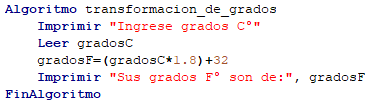 Algoritmo transformacion_de_grados
Imprimir "Ingrese grados C°"
Leer gradosC
gradosF=(gradosC*1.8)+32
Imprimir "Sus grados F° son de:", gradosF
FinAlgoritmo